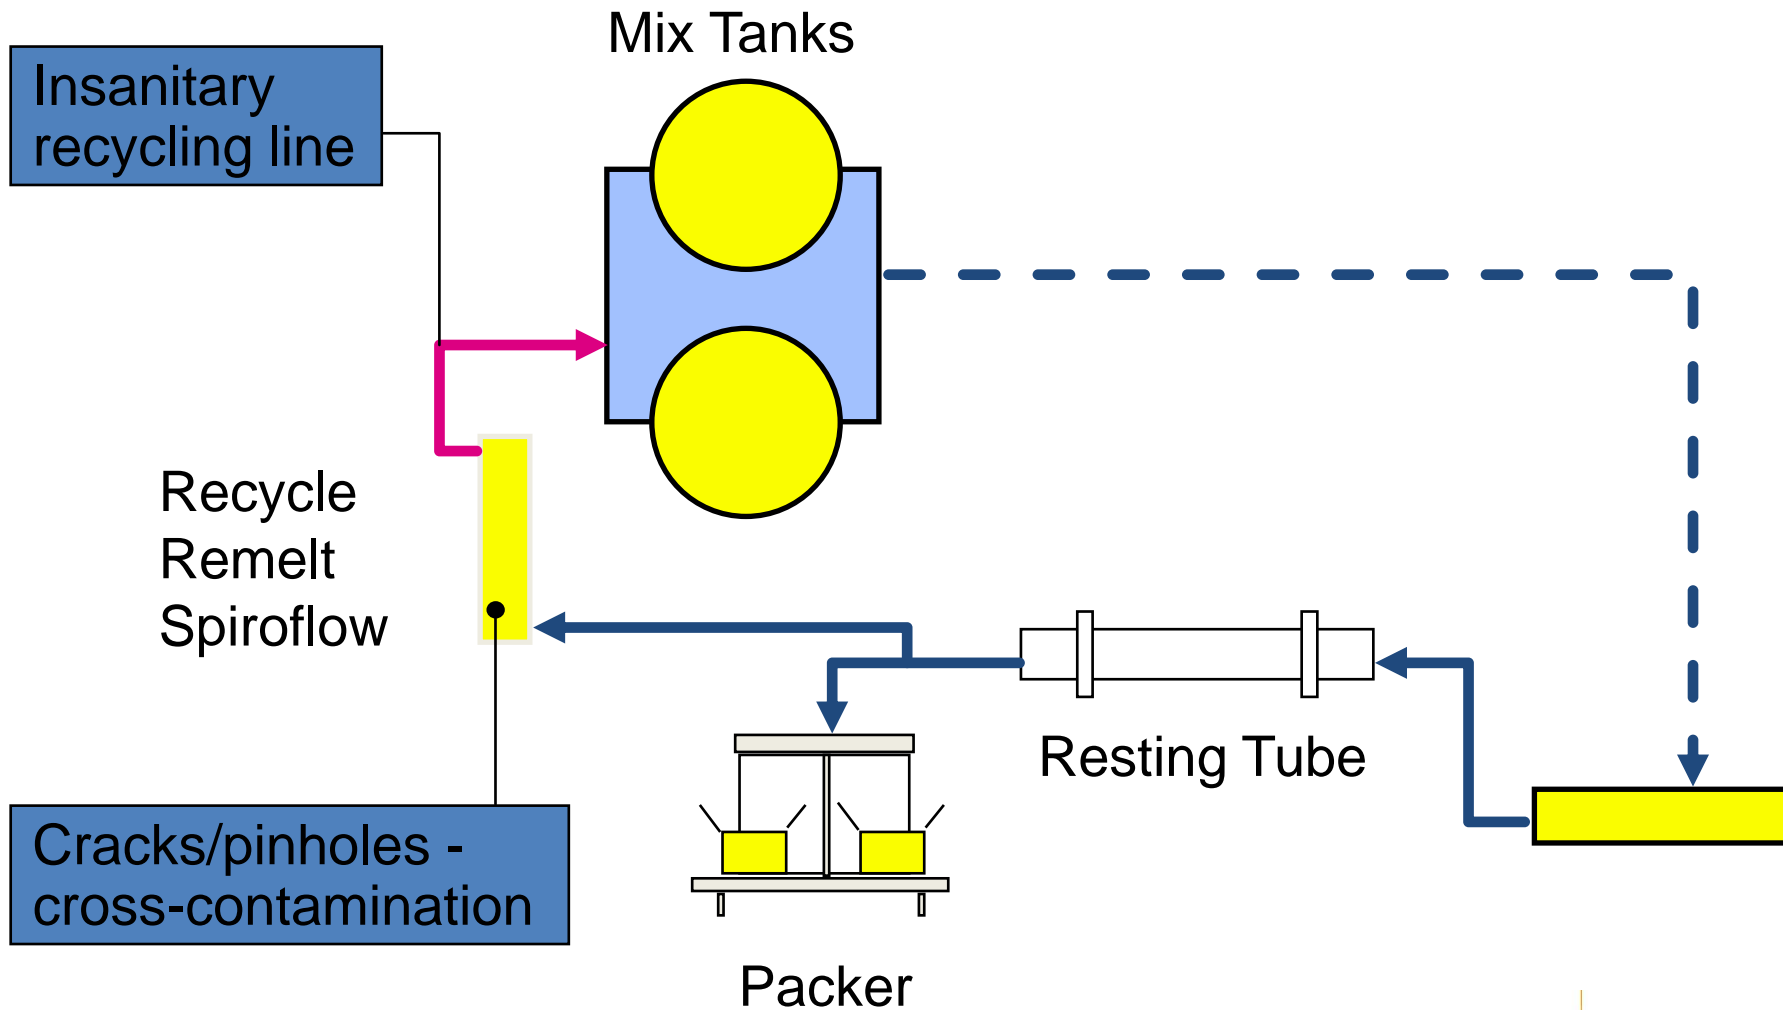 Mix Tanks
Insanitary
recycling line
Recycle
Remelt
Spiroflow
Resting Tube
Cracks/pinholes -
cross-contamination
Packer